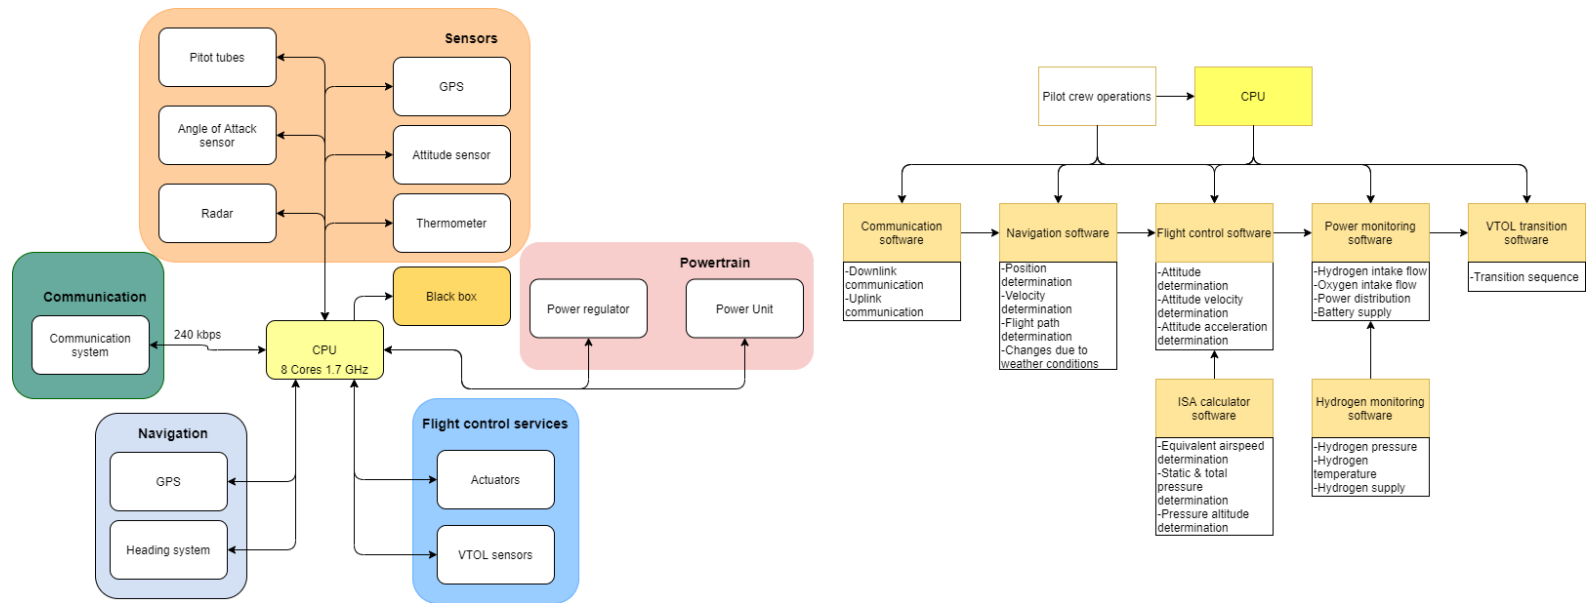 Sensors
Pitot tubes
GPS
Angle of Attack
sensor
Attitude sensor
Radar
Thermometer
Communication
Communication
system
240 kbps
Black box
CPU
8 Cores 1.7 GHz
Powertrain
Power regulator
Power Unit
Navigation
GPS
Heading system
Flight control services
Actuators
VTOL sensors
Pilot crew operations
CPU
Communication
software
-Downlink
communication
-Uplink
communication
Navigation software
-Position
determination
-Velocity
determination
-Flight path
determination
-Changes due to
weather conditions
Flight control software
-Attitude
determination
-Attitude velocity
determination
-Attitude acceleration
determination
Power monitoring
software
-Hydrogen intake flow
-Oxygen intake flow
-Power distribution
-Battery supply
VTOL transition
software
-Transition sequence
ISA calculator
software
-Equivalent airspeed
determination
-Static & total
pressure
determination
-Pressure altitude
determination
Hydrogen monitoring
software
-Hydrogen pressure
-Hydrogen
temperature
-Hydrogen supply